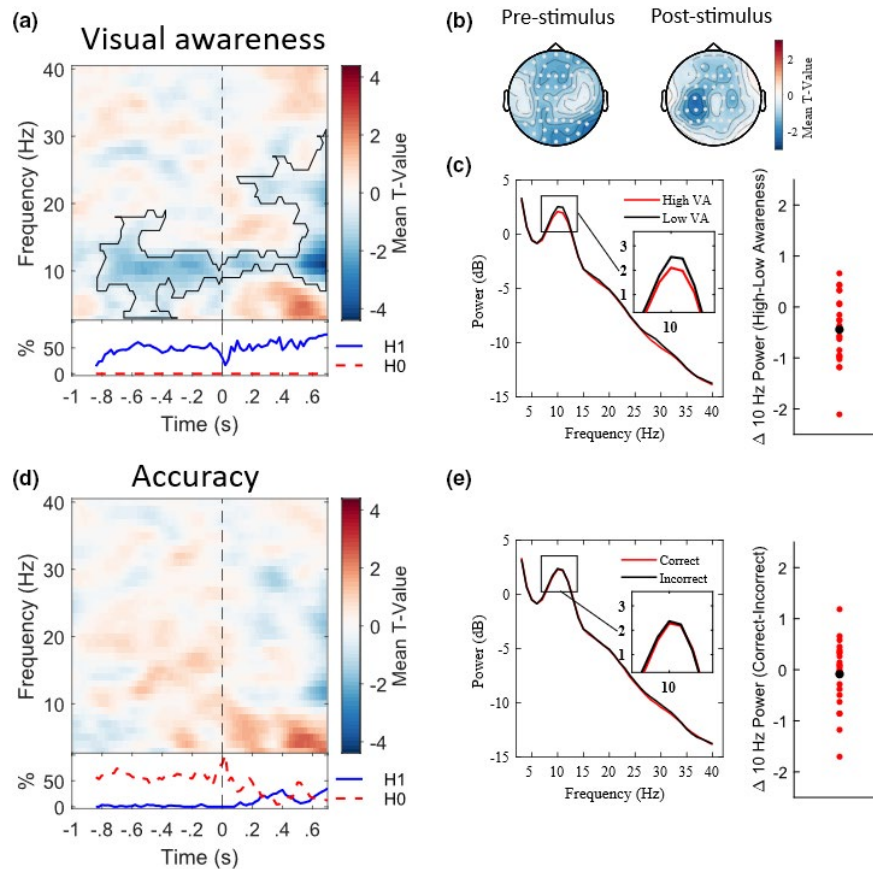 (a)
Visual awareness
Frequency (Hz)
40
30
20
10
Mean T-Value
4
2
0
-2
-4
%
50
0
H1
H0
-1 -.8 -.6 -.4 -.2 0 .2 .4 .6
Time (s)
(b)
Pre-stimulus Post-stimulus
Mean T-Value
2
0
-2
(c)
Power (dB)
5
0
-5
-10
-15
High VA
Low VA
3
2
1
10
5 10 15 20 25 30 35 40
Frequency (Hz)
Δ 10 Hz Power (High-Low Awareness)
2
1
0
-1
-2
(d)
Accuracy
Frequency (Hz)
40
30
20
10
Mean T-Value
4
2
0
-2
-4
%
50
0
H1
H0
-1 -.8 -.6 -.4 -.2 0 .2 .4 .6
Time (s)
(e)
Power (dB)
5
0
-5
-10
-15
Correct
Incorrect
3
2
1
10
5 10 15 20 25 30 35 40
Frequency (Hz)
Δ 10 Hz Power (Correct-Incorrect)
2
1
0
-1
-2